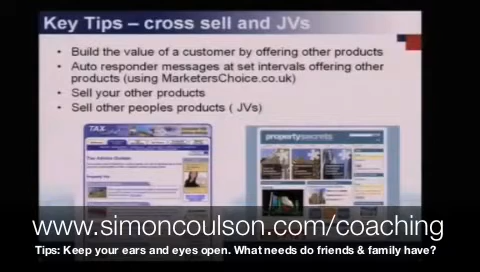 Key Tips – cross sell and JVs
• Build the value of a customer by offering other products
• Auto responder messages at set intervals offering other
products (using MarketersChoice.co.uk)
• Sell your other products
• Sell other peoples products ( JVs)
TAX
propertysecrets
Tax Advice Guides
www.simoncoulson.com/coaching
Tips: Keep your ears and eyes open. What needs do friends & family have?